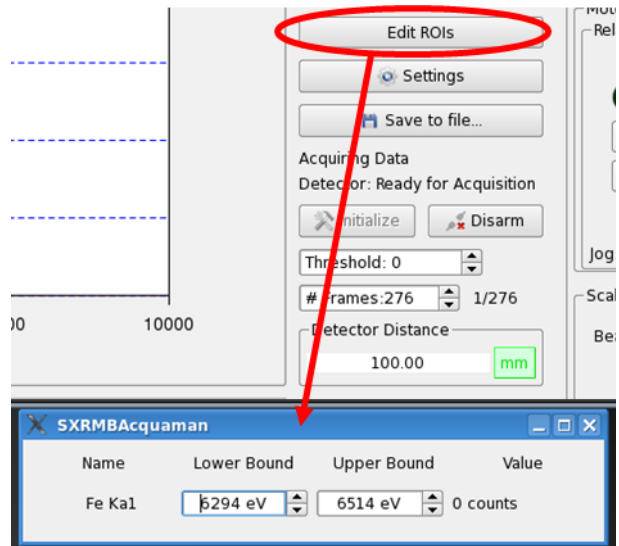 Edit ROIs
Rel
Settings
Save to file...
Acquiring Data
Detector: Ready for Acquisition
Initialize
Disarm
Threshold: 0
Jog
# Frames:276
1/276
Scal
00
10000
Detector Distance
Bea
100.00
mm
SXRMBAcquaman
Name Lower Bound Upper Bound Value
Fe Ka1 6294 eV 6514 eV 0 counts